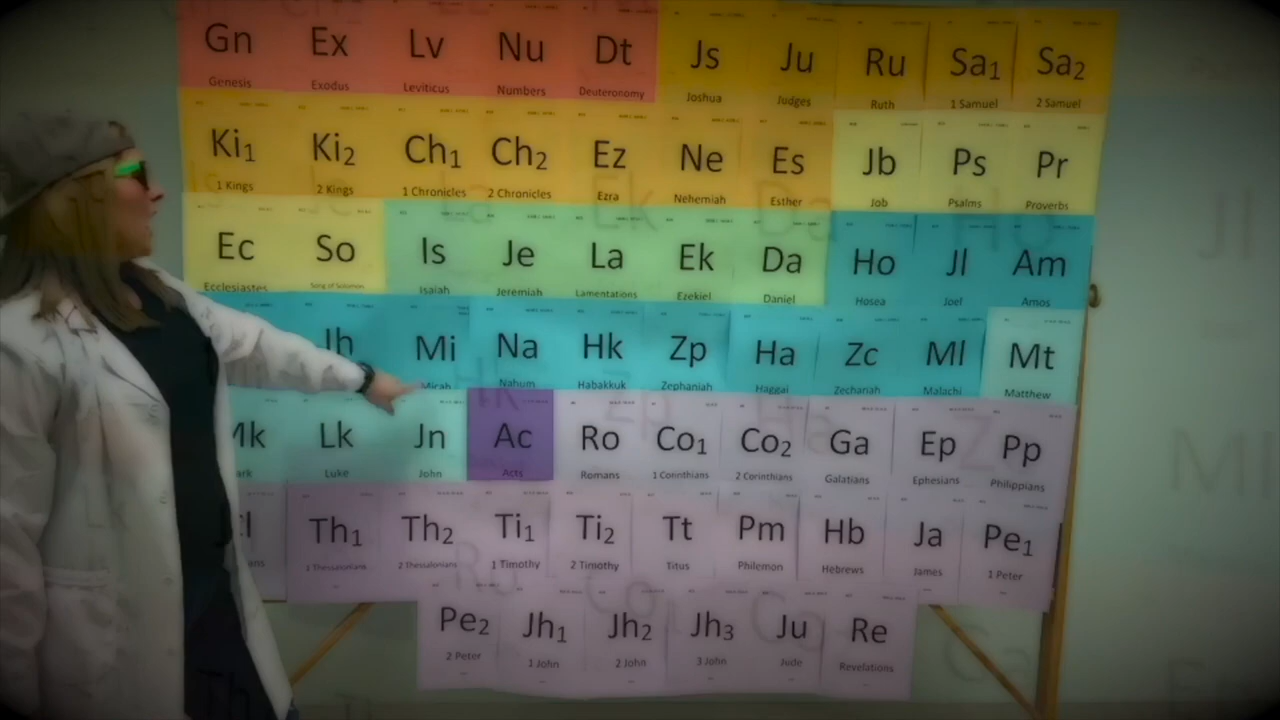 Gn Ex Lv Nu Dt Js Ju Ru Sa1 Sa2
Genesis Exodus Leviticus Numbers Deuteronomy Joshua Judges Ruth 1 Samuel 2 Samuel
Ki1 Ki2 Ch1 Ch2 Ez Ne Es Jb Ps Pr
1 Kings 2 Kings 1 Chronicles 2 Chronicles Ezra Nehemiah Esther Job Psalms Proverbs
Ec So Is Je La Ek Da Ho Jl Am
Ecclesiastes Song of Solomon Isaiah Jeremiah Lamentations Ezekiel Daniel Hosea Joel Amos
Jh Mi Na Hk Zp Ha Zc Ml Mt
Micah Nahum Habakkuk Zephaniah Haggai Zechariah Malachi Matthew
Mk Lk Jn Ac Ro Co1 Co2 Ga Ep Pp
ark Luke John Acts Romans 1 Corinthians 2 Corinthians Galatians Ephesians Philippians
Th1 Th2 Ti1 Ti2 Tt Pm Hb Ja Pe1
1 Thessalonians 2 Thessalonians 1 Timothy 2 Timothy Titus Philemon Hebrews James 1 Peter
Pe2 Jh1 Jh2 Jh3 Ju Re
2 Peter 1 John 2 John 3 John Jude Revelations